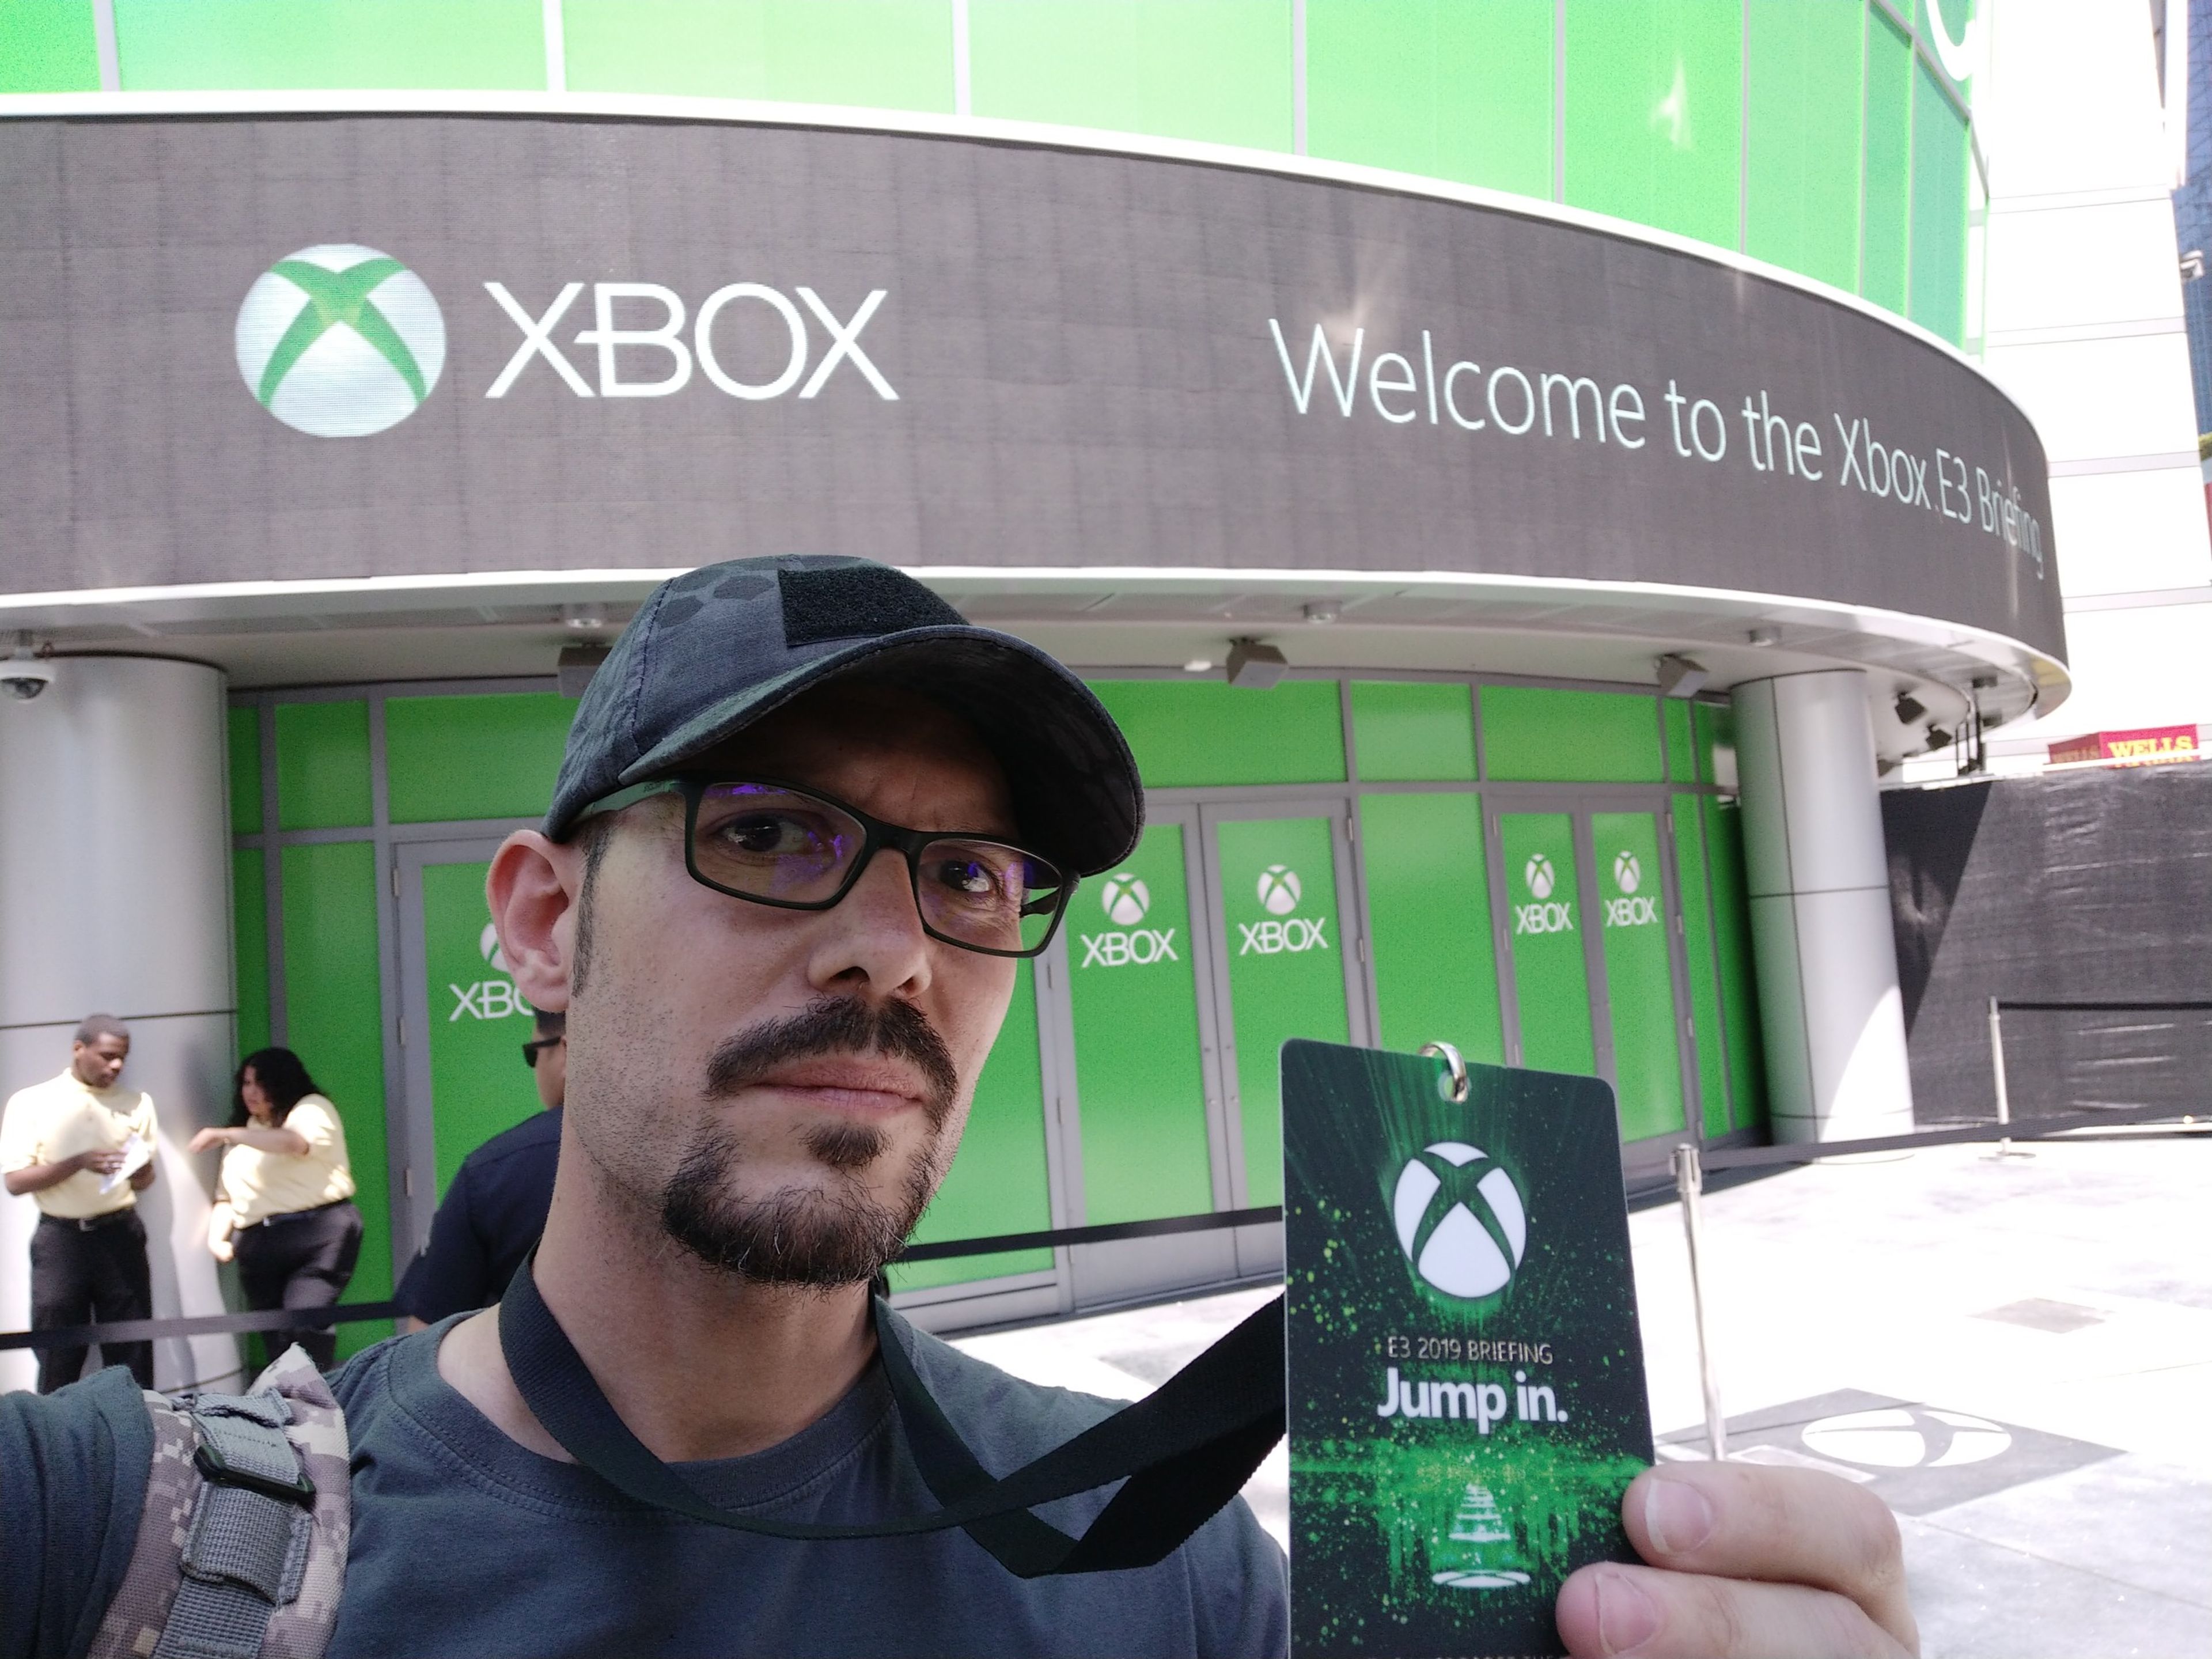 XBOX
Welcome to the Xbox E3 Briefing
WELLS
XBOX
XBOX
XBOX
XBOX
E3 2019 BRIEFING
Jump in.